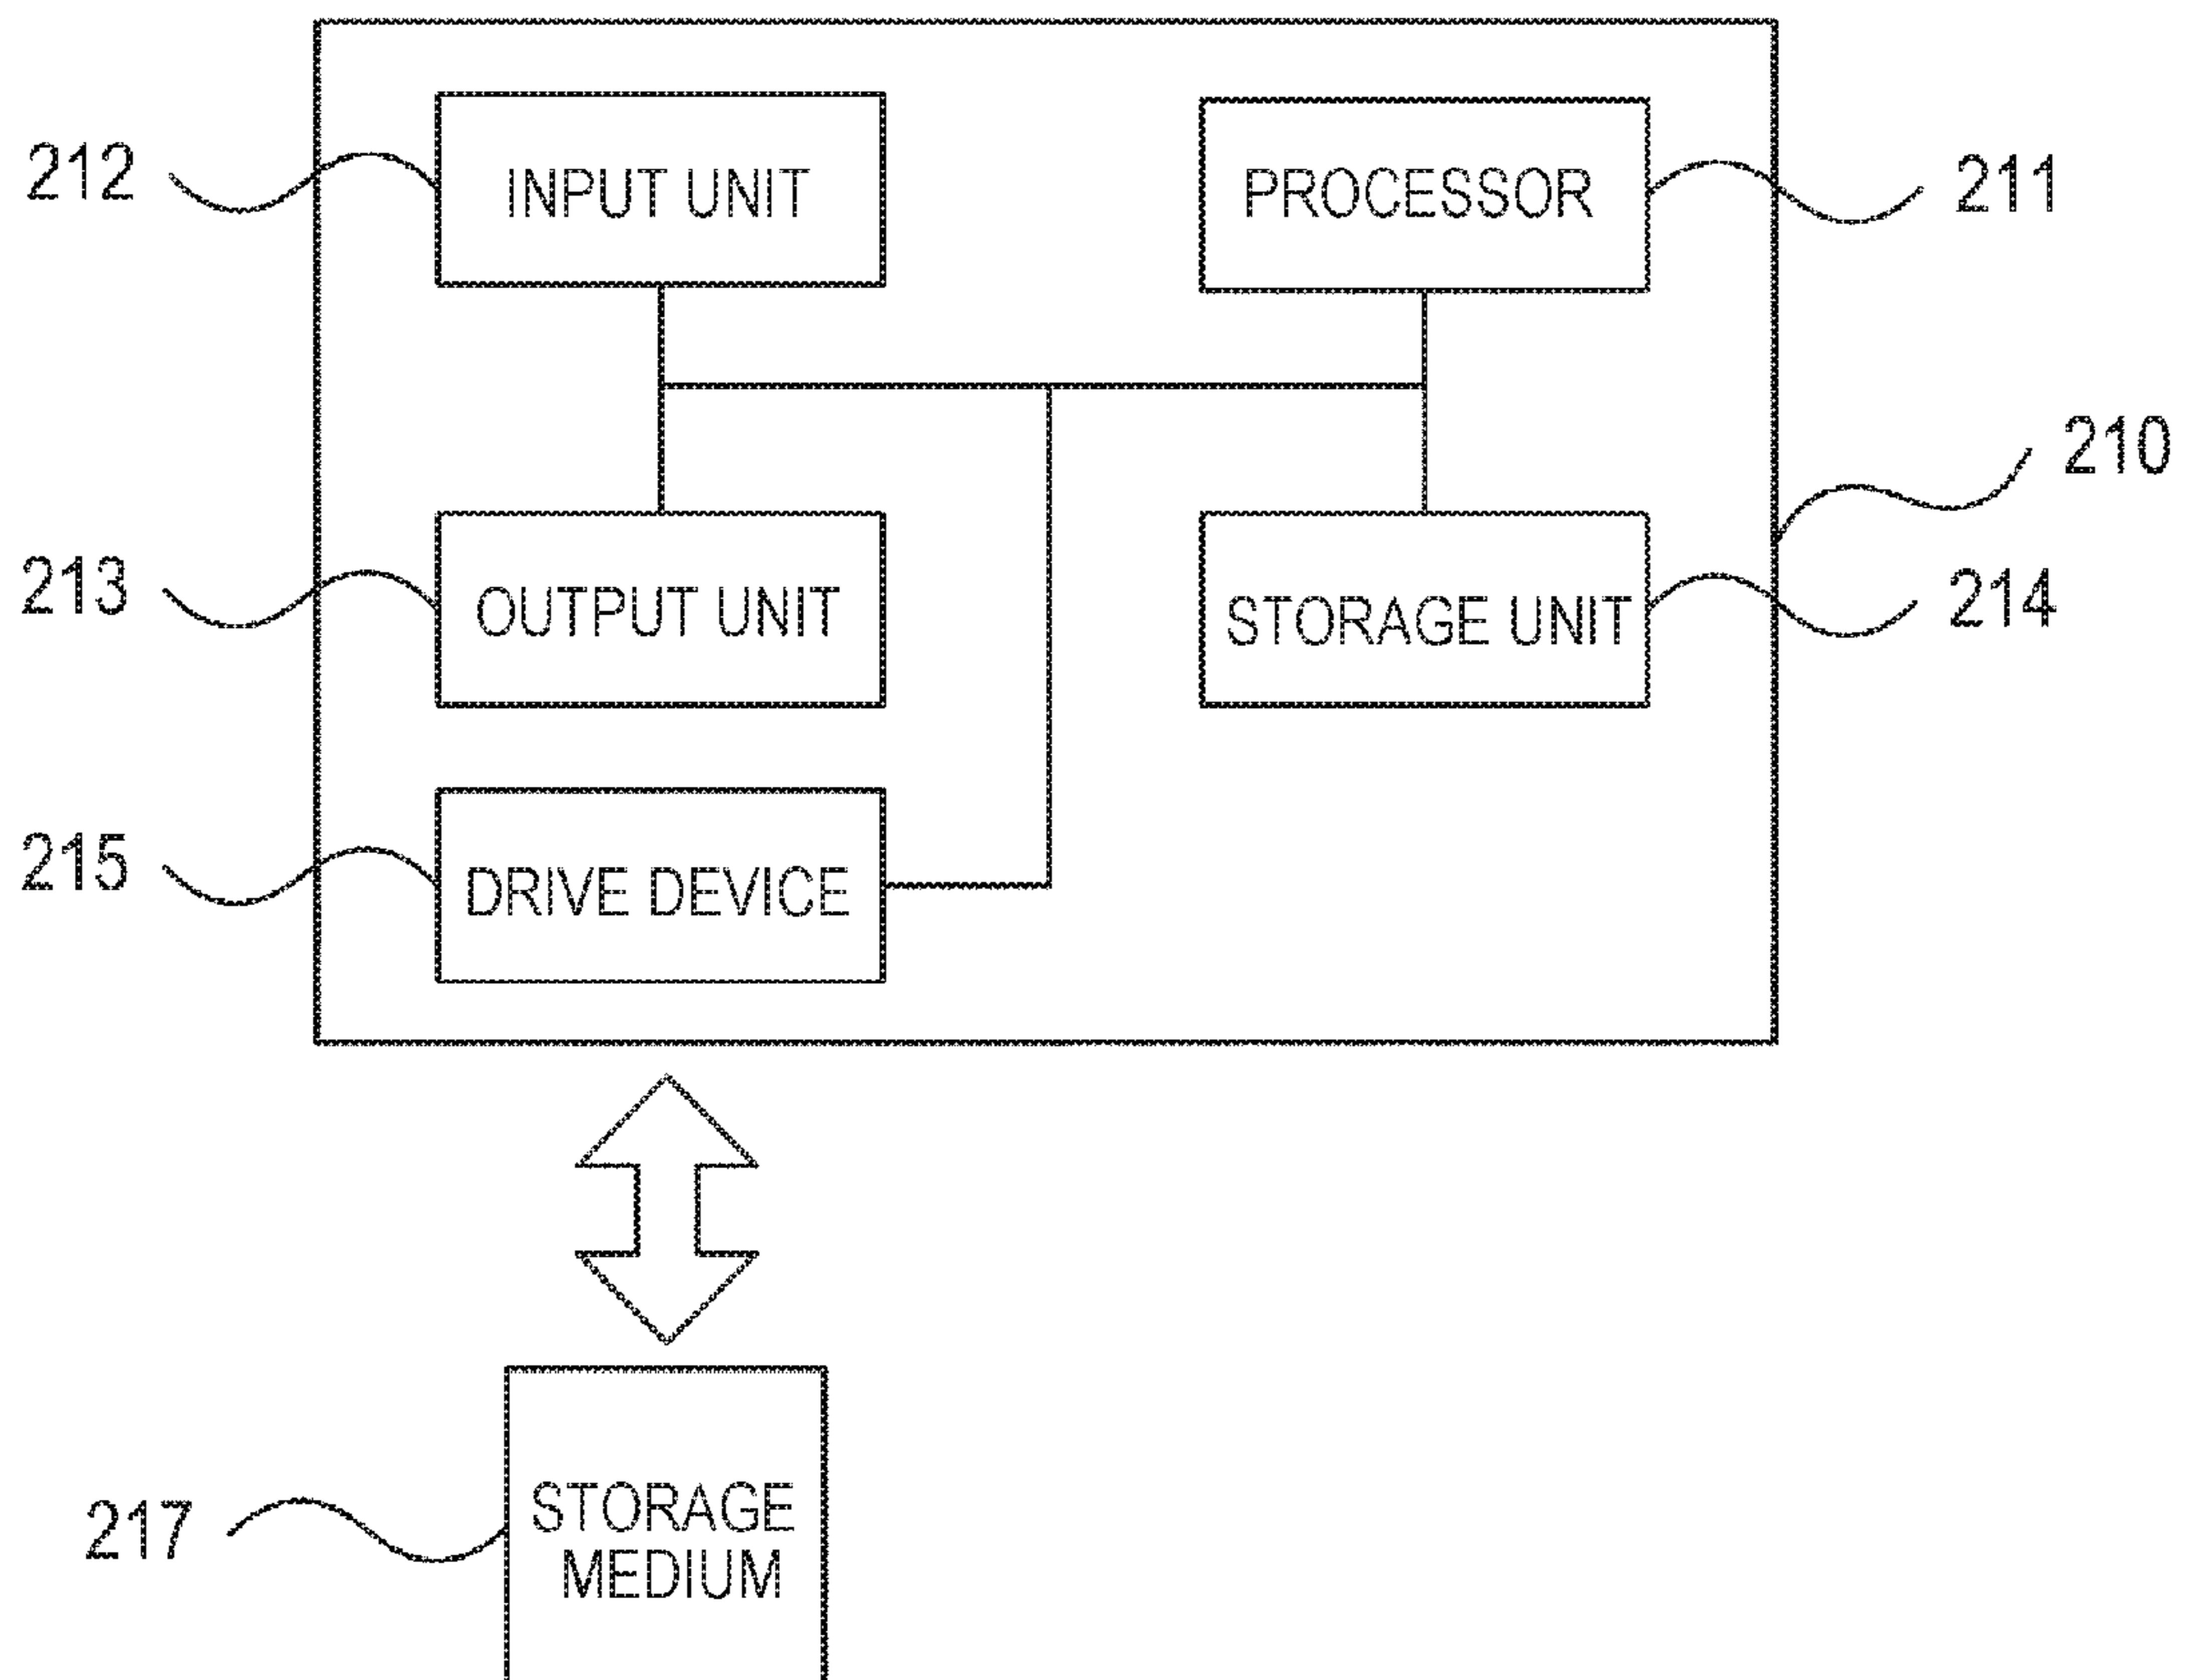 212
INPUT UNIT
PROCESSOR
211
210
213
OUTPUT UNIT
STORAGE UNIT
214
215
DRIVE DEVICE
217
STORAGE
MEDIUM